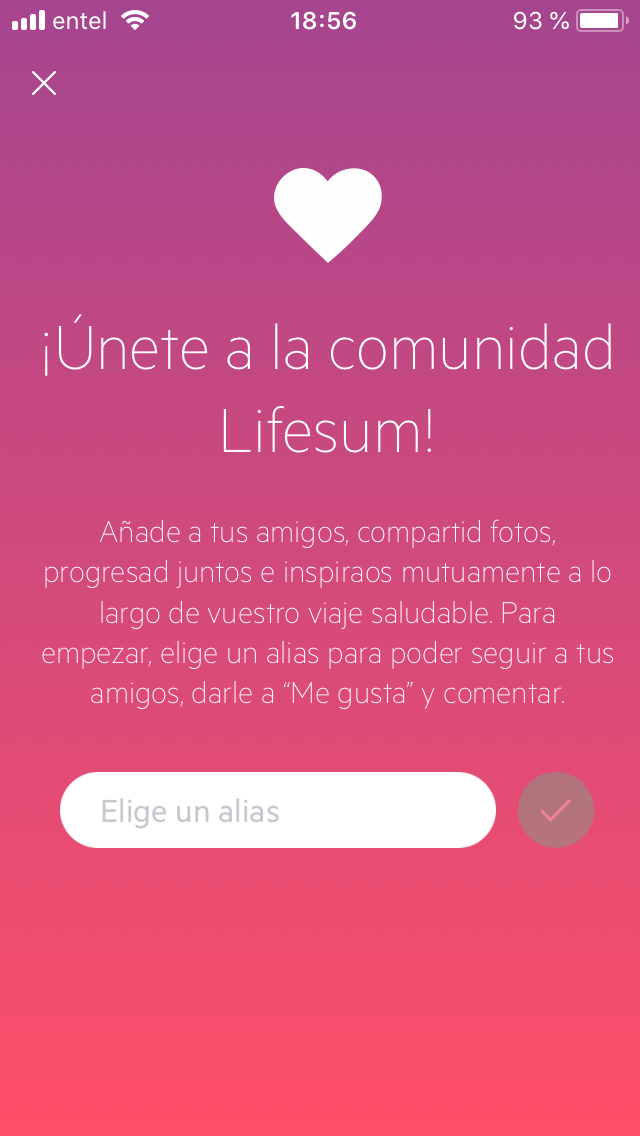 entel 18:56 93 %
¡Únete a la comunidad
Lifesum!
Añade a tus amigos, compartid fotos,
progresad juntos e inspiraos mutuamente a lo
largo de vuestro viaje saludable. Para
empezar, elige un alias para poder seguir a tus
amigos, darle a “Me gusta” y comentar.
Elige un alias